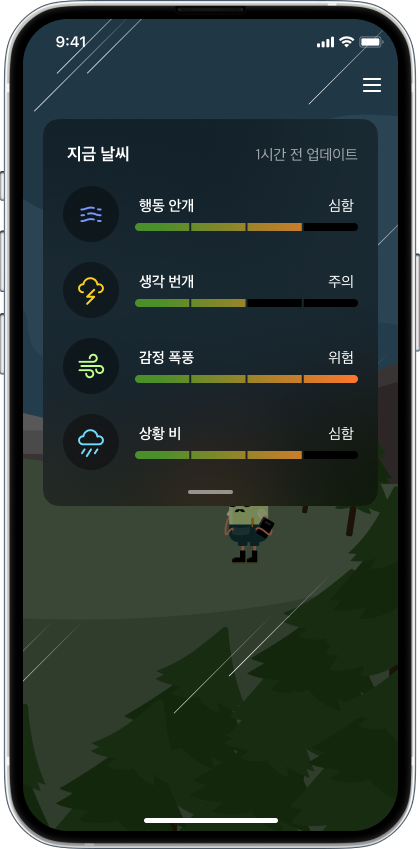 9:41
지금 날씨 1시간 전 업데이트
행동 안개 심함
생각 번개 주의
감정 폭풍 위험
상황 비 심함